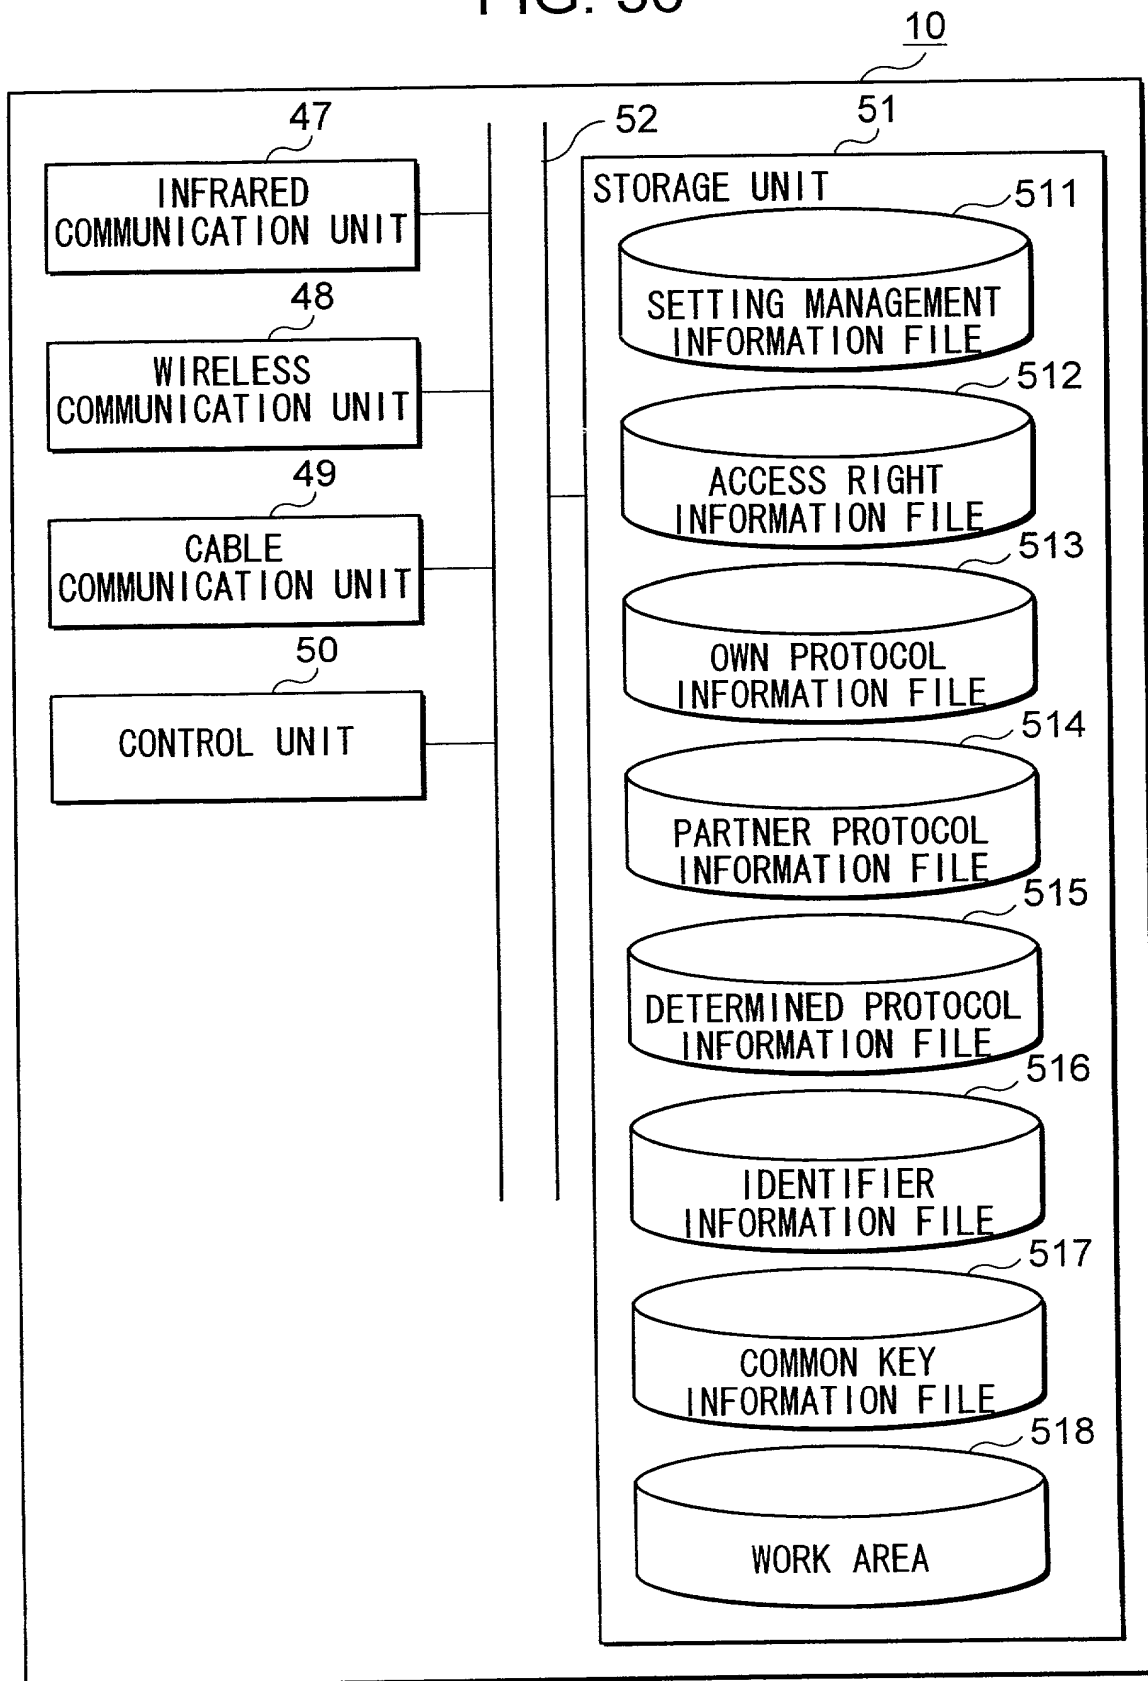 10
47
52
51
INFRARED
COMMUNICATION UNIT
STORAGE UNIT
511
SETTING MANAGEMENT
INFORMATION FILE
48
WIRELESS
COMMUNICATION UNIT
512
ACCESS RIGHT
INFORMATION FILE
49
CABLE
COMMUNICATION UNIT
513
OWN PROTOCOL
INFORMATION FILE
50
CONTROL UNIT
514
PARTNER PROTOCOL
INFORMATION FILE
515
DETERMINED PROTOCOL
INFORMATION FILE
516
IDENTIFIER
INFORMATION FILE
517
COMMON KEY
INFORMATION FILE
518
WORK AREA